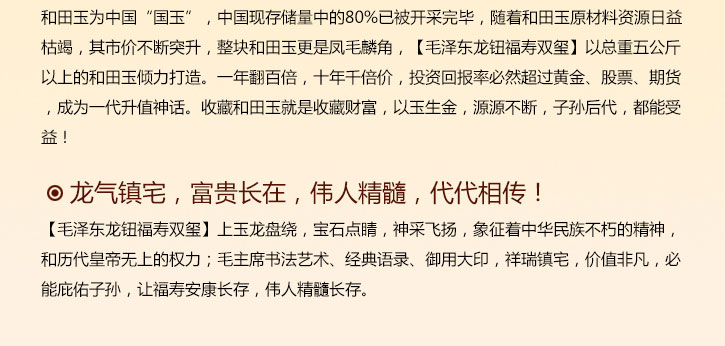 和田玉为中国“国玉”，中国现存储量中的80%已被开采完毕，随着和田玉原材料资源日益
枯竭，其市价不断突升，整块和田玉更是凤毛麟角，【毛泽东龙钮福寿双玺】以总重五公斤
以上的和田玉倾力打造。一年翻百倍，十年千倍价，投资回报率必然超过黄金、股票、期货
，成为一代升值神话。收藏和田玉就是收藏财富，以玉生金，源源不断，子孙后代，都能受
益！
龙气镇宅，富贵长在，伟人精髓，代代相传！
【毛泽东龙钮福寿双玺】上玉龙盘绕，宝石点睛，神采飞扬，象征着中华民族不朽的精神，
和历代皇帝无上的权力；毛主席书法艺术、经典语录、御用大印，祥瑞镇宅，价值非凡，必
能庇佑子孙，让福寿安康长存，伟人精髓长存。